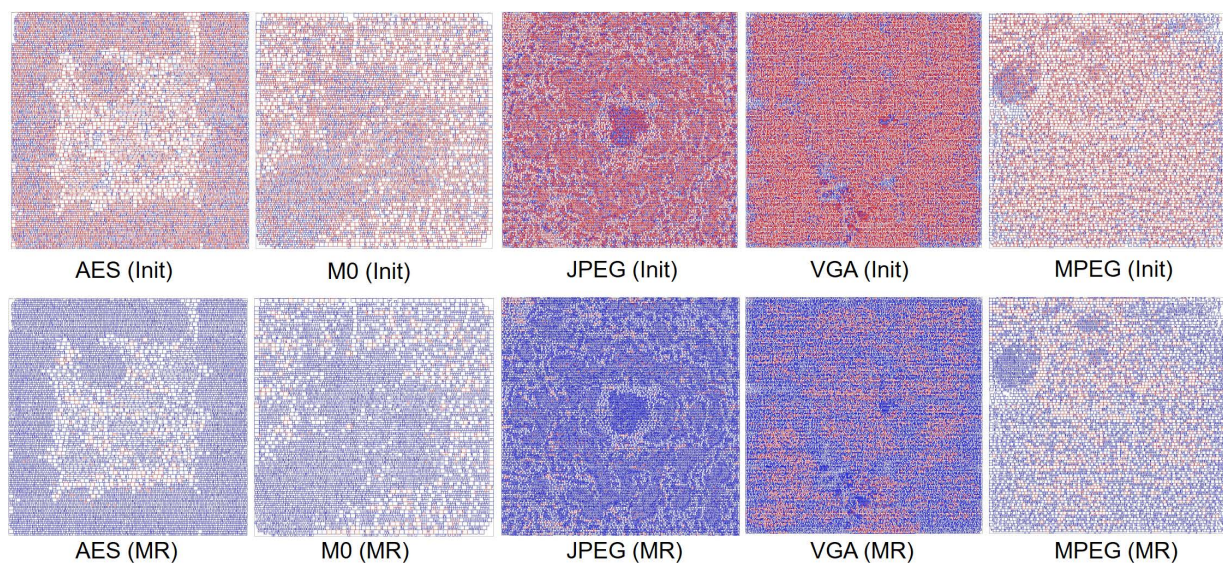 AES (Init) M0 (Init) JPEG (Init) VGA (Init) MPEG (Init)
AES (MR) M0 (MR) JPEG (MR) VGA (MR) MPEG (MR)